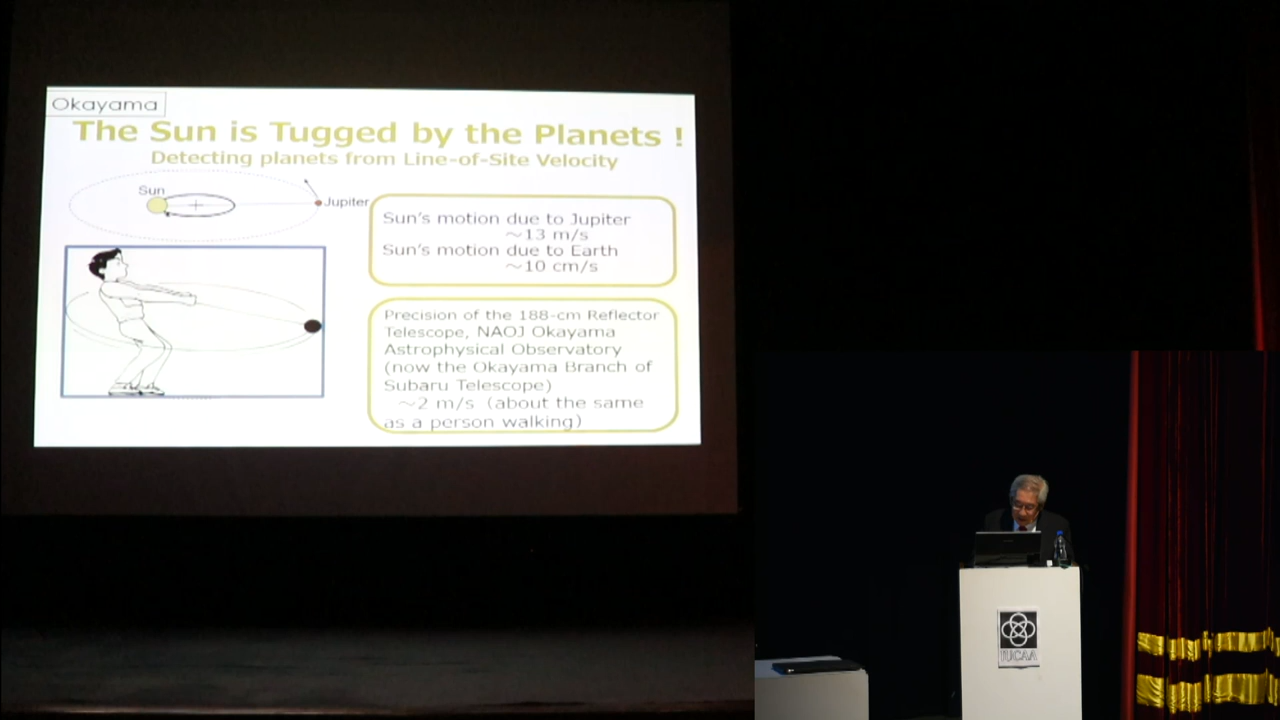 Okayama
The Sun is Tugged by the Planets !
Detecting planets from Line-of-Site Velocity
Sun
Jupiter
Sun's motion due to Jupiter
～13 m/s
Sun's motion due to Earth
～10 cm/s
Precision of the 188-cm Reflector
Telescope, NAOJ Okayama
Astrophysical Observatory
(now the Okayama Branch of
Subaru Telescope)
～2 m/s (about the same
as a person walking)
IUCAA